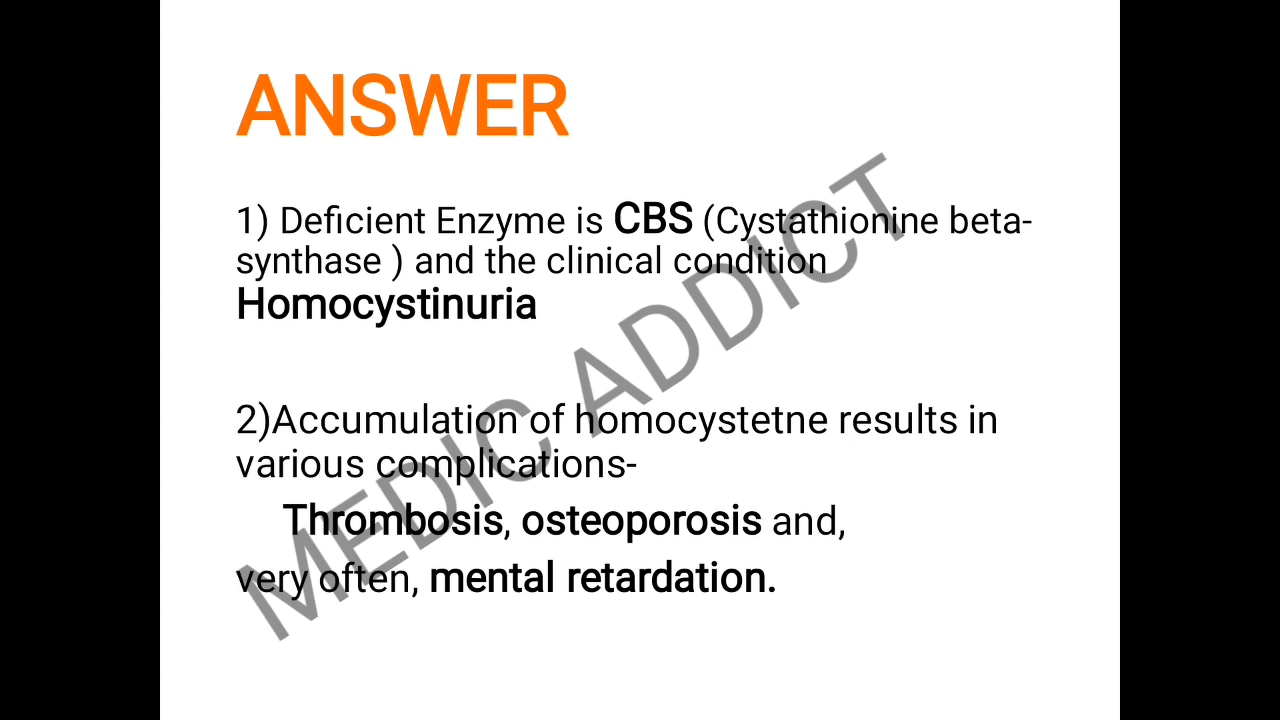 ANSWER
1) Deficient Enzyme is CBS (Cystathionine beta-
synthase ) and the clinical condition
Homocystinuria
2)Accumulation of homocystetne results in
various complications-
Thrombosis, osteoporosis and,
very often, mental retardation.
MEDIC ADDICT